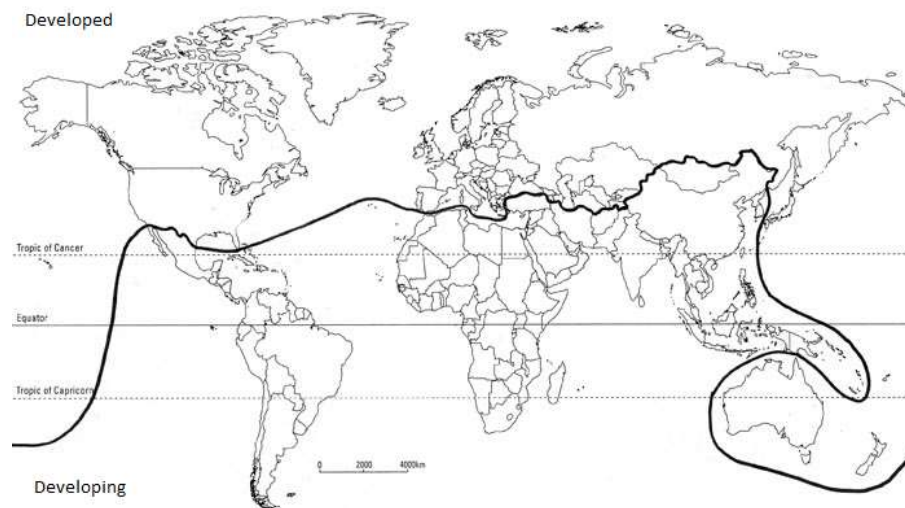 Developed
Tropic of Cancer
Equator
Tropic of Capricorn
0 2000 4000km
Developing